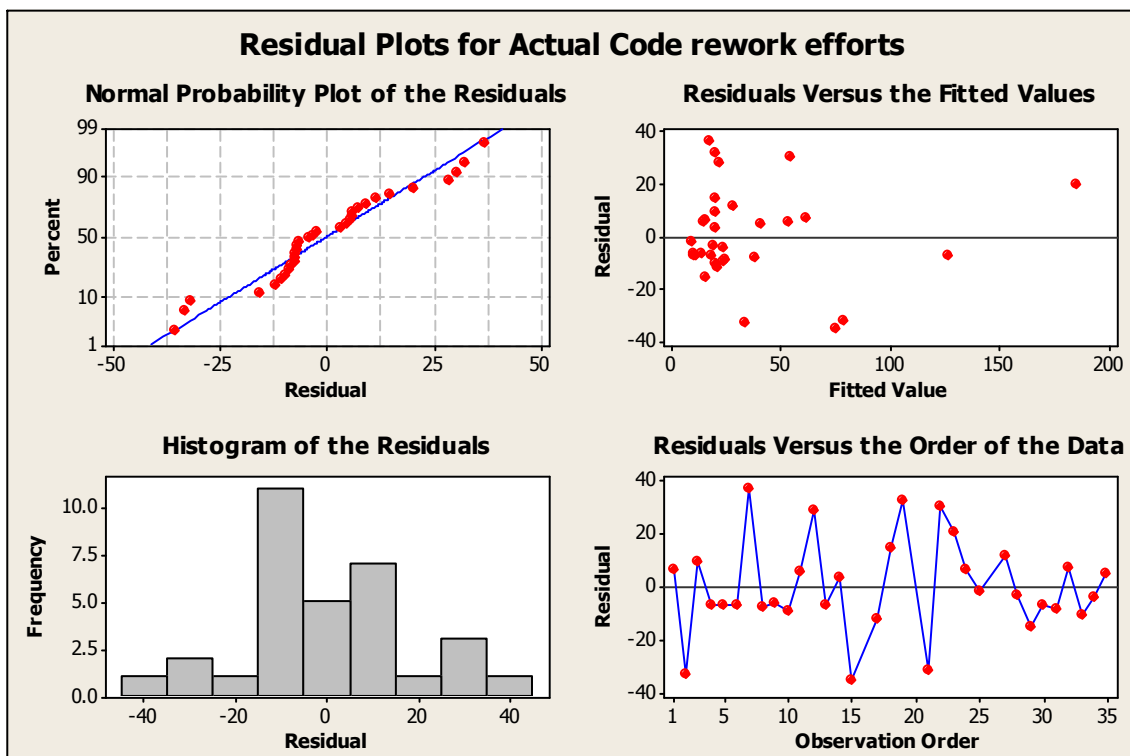 Residual Plots for Actual Code rework efforts
Normal Probability Plot of the Residuals
99
90
50
10
1
Percent
-50 -25 0 25 50
Residual
Residuals Versus the Fitted Values
40
20
0
-20
-40
Residual
0 50 100 150 200
Fitted Value
Histogram of the Residuals
10.0
7.5
5.0
2.5
0.0
Frequency
-40 -20 0 20 40
Residual
Residuals Versus the Order of the Data
40
20
0
-20
-40
Residual
1 5 10 15 20 25 30 35
Observation Order